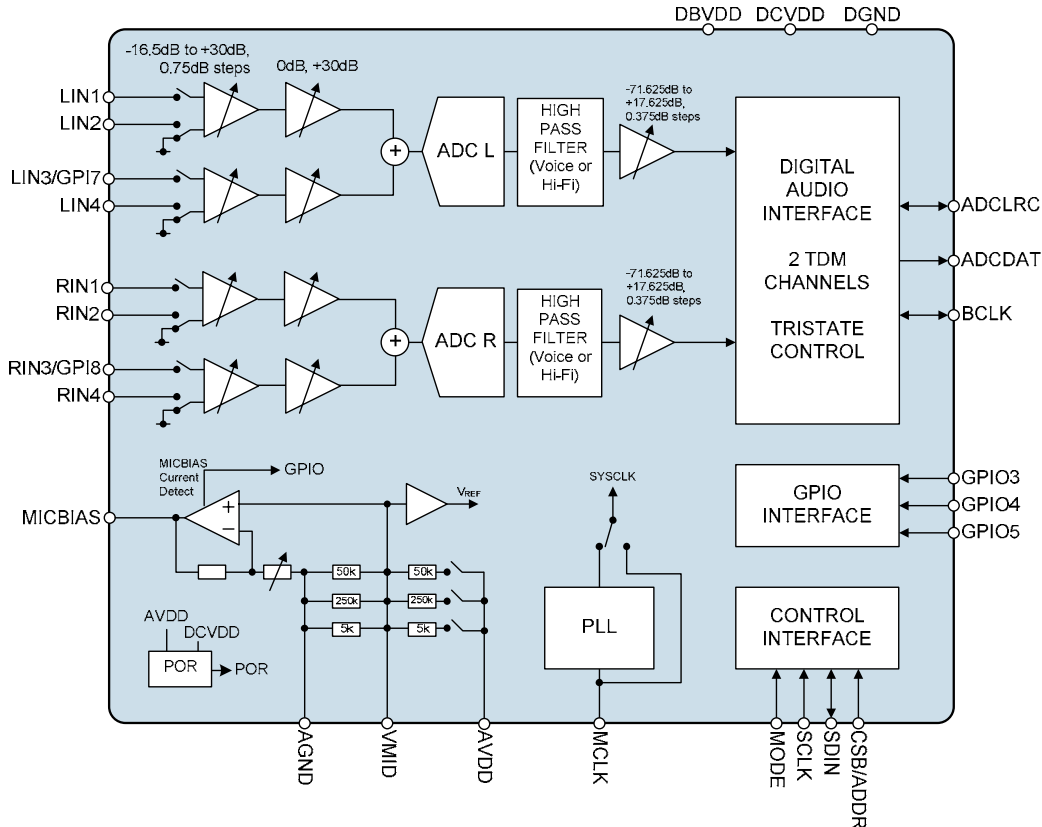 DBVDD DCVDD DGND
-16.5dB to +30dB,
0.75dB steps
0dB, +30dB
LIN1
LIN2
LIN3/GPI7
LIN4
+
ADC L
HIGH
PASS
FILTER
(Voice or
Hi-Fi)
-71.625dB to
+17.625dB,
0.375dB steps
DIGITAL
AUDIO
INTERFACE
2 TDM
CHANNELS
TRISTATE
CONTROL
ADCLRC
ADCDAT
BCLK
RIN1
RIN2
RIN3/GPI8
RIN4
+
ADC R
HIGH
PASS
FILTER
(Voice or
Hi-Fi)
-71.625dB to
+17.625dB,
0.375dB steps
MICBIAS
Current
Detect
GPIO
MICBIAS
+
−
VREF
50k 50k
250k 250k
5k 5k
AVDD
DCVDD
POR
POR
SYSCLK
PLL
GPIO
INTERFACE
GPIO3
GPIO4
GPIO5
CONTROL
INTERFACE
AGND
VMID
AVDD
MCLK
MODE
SCLK
SDIN
CSB/ADDR